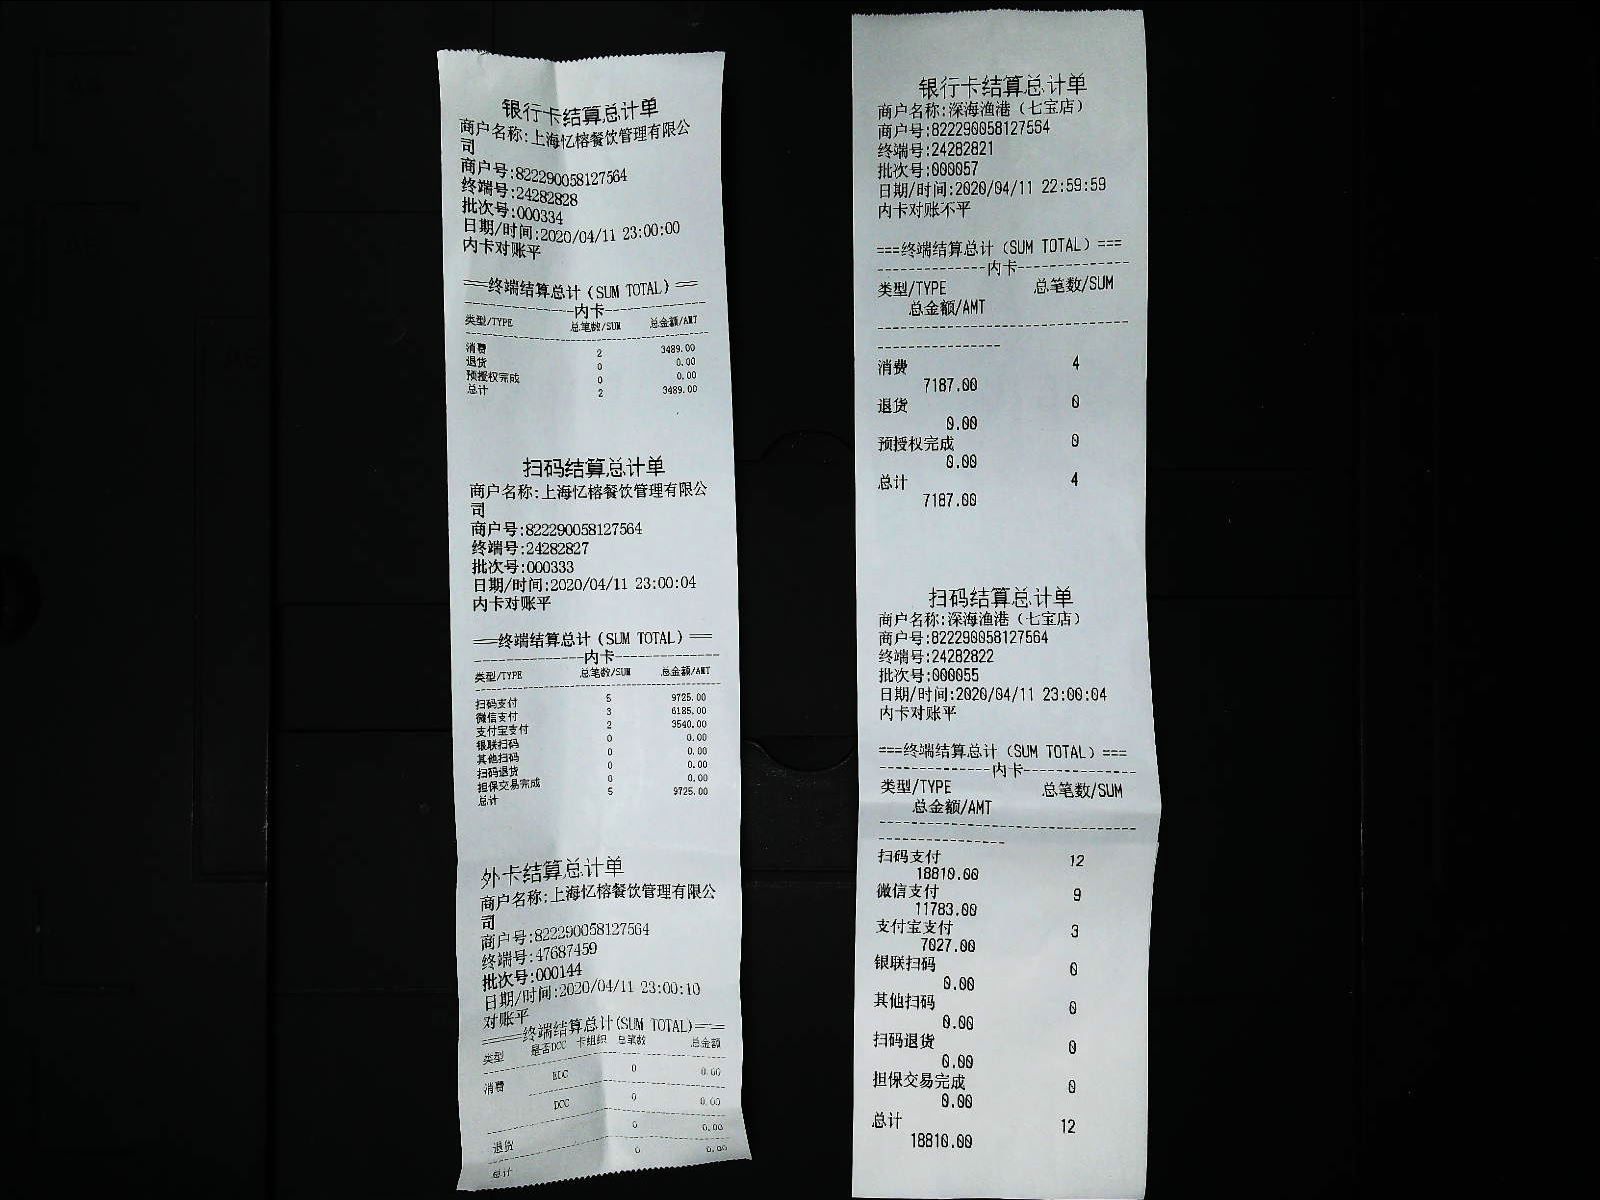 银行卡结算总计单
商户名称:上海忆榕餐饮管理有限公
司
商户号:822290058127564
终端号:24282828
批次号:000334
日期/时间:2020/04/11 23:00:00
内卡对账平
==终端结算总计(SUM TOTAL)==
内卡
类型/TYPE 总笔数/SUM 总金额/AMT
消费 2 3489.00
退货 0 0.00
预授权完成 0 0.00
总计 2 3489.00
扫码结算总计单
商户名称:上海忆榕餐饮管理有限公
司
商户号:822290058127564
终端号:24282827
批次号:000333
日期/时间:2020/04/11 23:00:04
内卡对账平
==终端结算总计(SUM TOTAL)==
内卡
类型/TYPE 总笔数/SUM 总金额/AMT
扫码支付 5 9725.00
微信支付 3 6185.00
支付宝支付 2 3540.00
银联扫码 0 0.00
其他扫码 0 0.00
扫码退货 0 0.00
担保交易完成 0 0.00
总计 5 9725.00
外卡结算总计单
商户名称:上海忆榕餐饮管理有限公
司
商户号:822290058127564
终端号:47687459
批次号:000144
日期/时间:2020/04/11 23:00:10
对账平
==终端结算总计(SUM TOTAL)==
类型 是否DCC 卡组织 总笔数 总金额
消费 EDC 0 0.00
DCC 0 0.00
退货 0 0.00
总计 0 0.00
银行卡结算总计单
商户名称:深海渔港(七宝店)
商户号:822290058127564
终端号:24282821
批次号:000057
日期/时间:2020/04/11 22:59:59
内卡对账不平
===终端结算总计(SUM TOTAL)===
内卡
类型/TYPE 总笔数/SUM
总金额/AMT
消费 4
7187.00
退货 0
0.00
预授权完成 0
0.00
总计 4
7187.00
扫码结算总计单
商户名称:深海渔港(七宝店)
商户号:822290058127564
终端号:24282822
批次号:000055
日期/时间:2020/04/11 23:00:04
内卡对账平
===终端结算总计(SUM TOTAL)===
内卡
类型/TYPE 总笔数/SUM
总金额/AMT
扫码支付 12
18810.00
微信支付 9
11783.00
支付宝支付 3
7027.00
银联扫码 0
0.00
其他扫码 0
0.00
扫码退货 0
0.00
担保交易完成 0
0.00
总计 12
18810.00